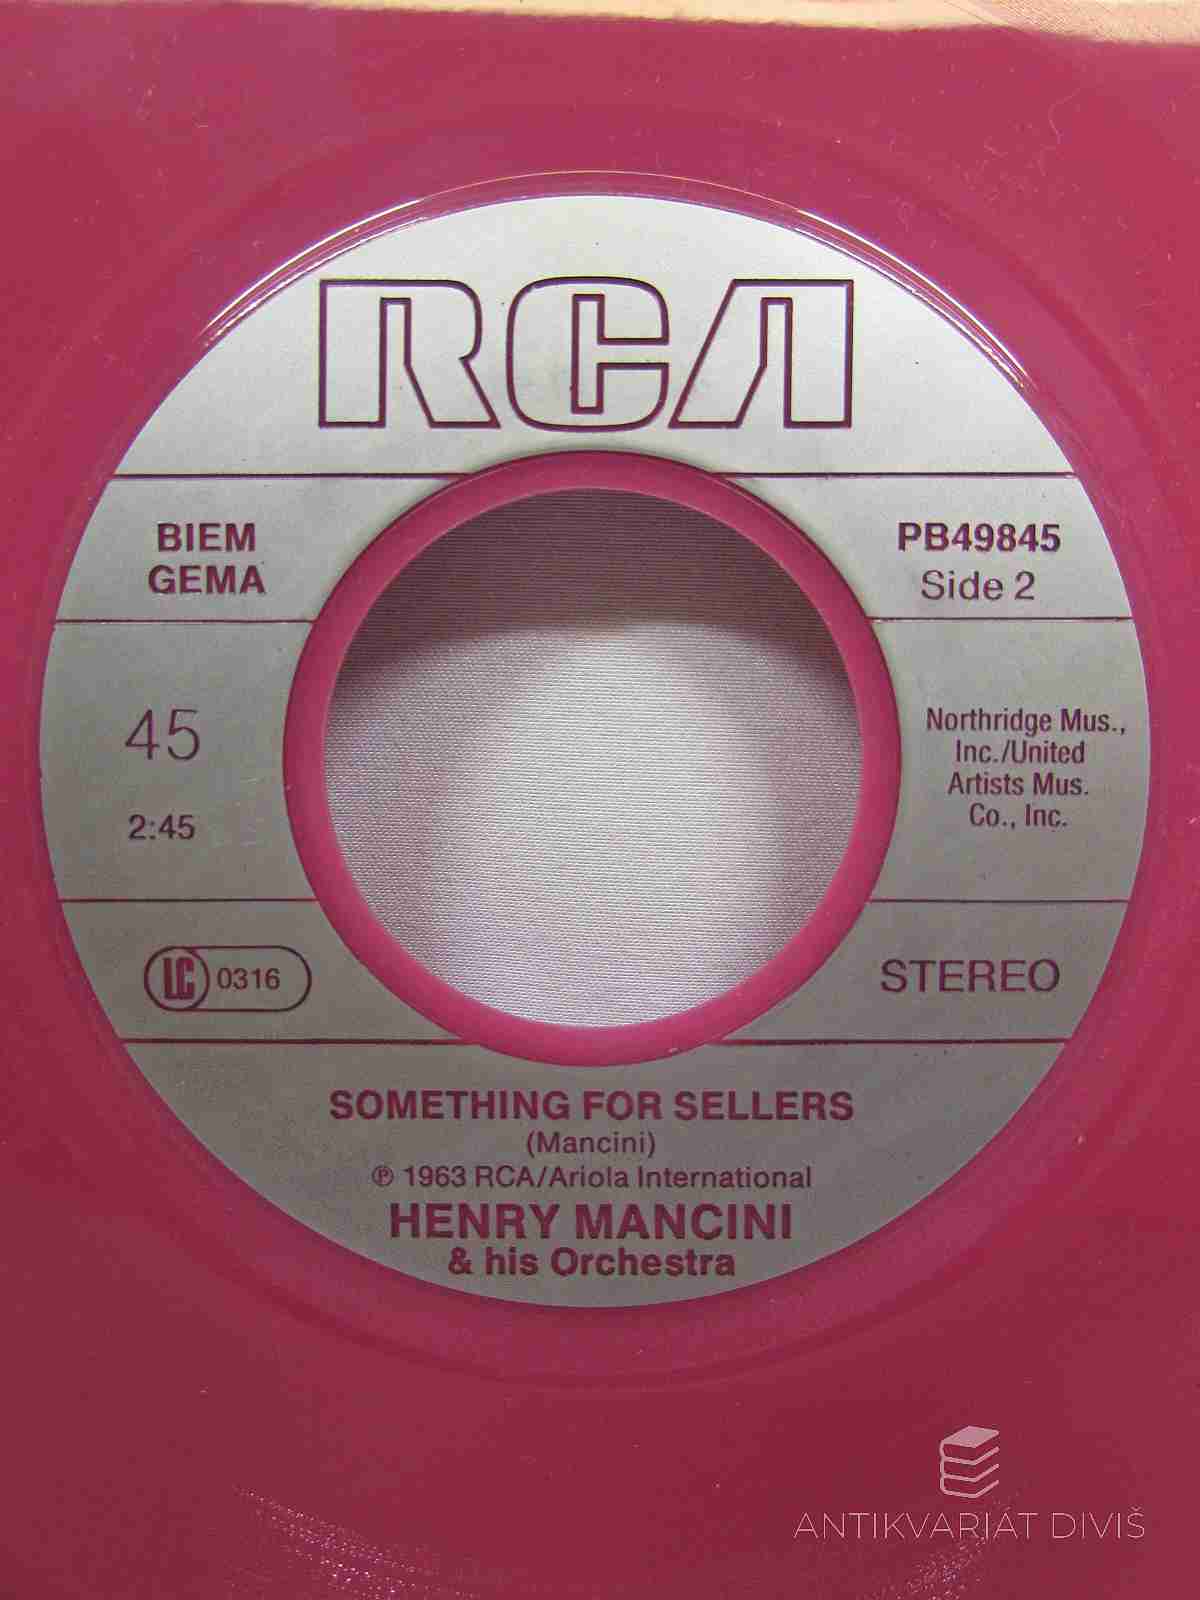 RCA
BIEM
GEMA
PB49845
Side 2
45
2:45
Northridge Mus.,
Inc./United
Artists Mus.
Co., Inc.
LC 0316
STEREO
SOMETHING FOR SELLERS
(Mancini)
℗ 1963 RCA/Ariola International
HENRY MANCINI
& his Orchestra
ANTIKVARIÁT DIVIŠ